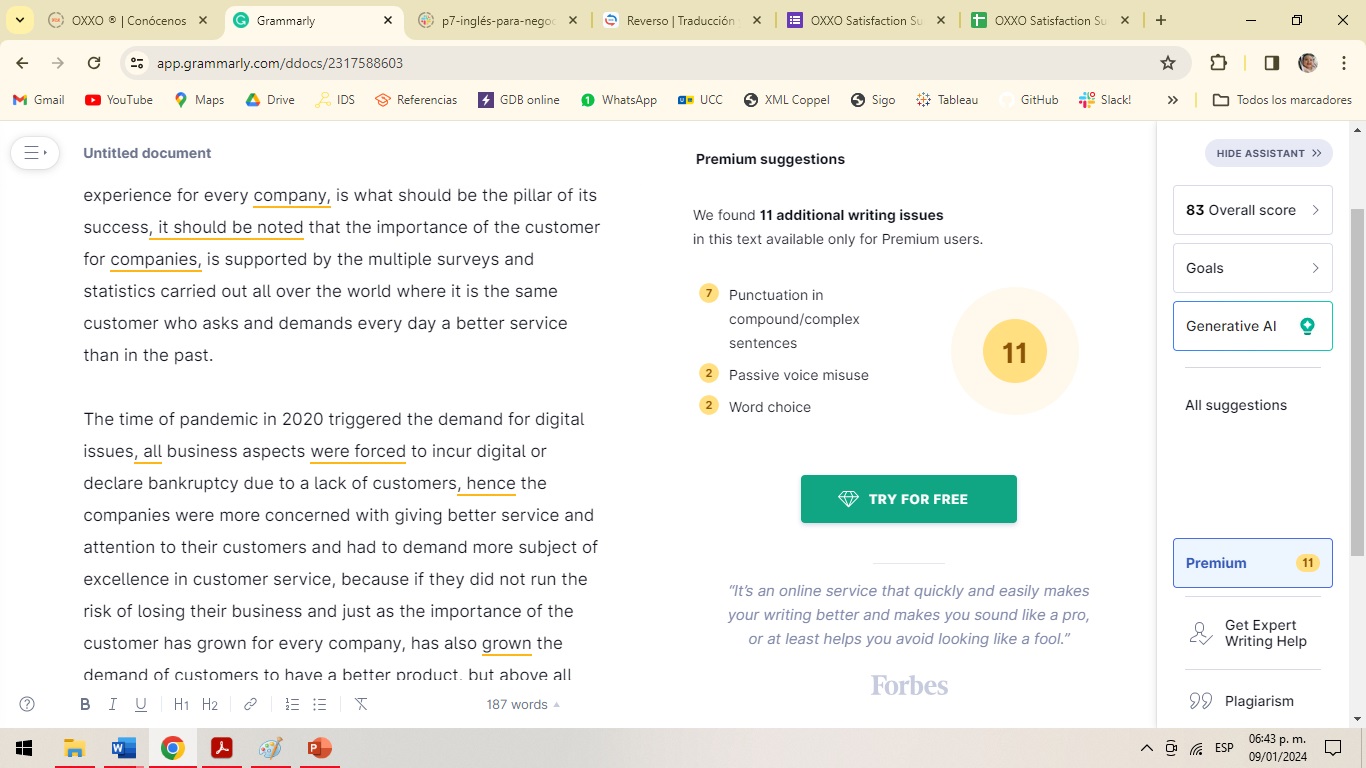 OXXO ® | Conócenos
Grammarly
p7-inglés-para-negoc
Reverso | Traducción
OXXO Satisfaction Su
OXXO Satisfaction Su
app.grammarly.com/ddocs/2317588603
Gmail
YouTube
Maps
Drive
IDS
Referencias
GDB online
WhatsApp
UCC
XML Coppel
Sigo
Tableau
GitHub
Slack!
Todos los marcadores
Untitled document
experience for every company, is what should be the pillar of its
success, it should be noted that the importance of the customer
for companies, is supported by the multiple surveys and
statistics carried out all over the world where it is the same
customer who asks and demands every day a better service
than in the past.
The time of pandemic in 2020 triggered the demand for digital
issues, all business aspects were forced to incur digital or
declare bankruptcy due to a lack of customers, hence the
companies were more concerned with giving better service and
attention to their customers and had to demand more subject of
excellence in customer service, because if they did not run the
risk of losing their business and just as the importance of the
customer has grown for every company, has also grown the
demand of customers to have a better product, but above all
B I U H1 H2
187 words
Premium suggestions
We found 11 additional writing issues
in this text available only for Premium users.
7 Punctuation in
compound/complex
sentences
2 Passive voice misuse
2 Word choice
11
TRY FOR FREE
“It’s an online service that quickly and easily makes
your writing better and makes you sound like a pro,
or at least helps you avoid looking like a fool.”
Forbes
HIDE ASSISTANT
83 Overall score
Goals
Generative AI
All suggestions
Premium 11
Get Expert
Writing Help
Plagiarism
ESP
06:43 p. m.
09/01/2024